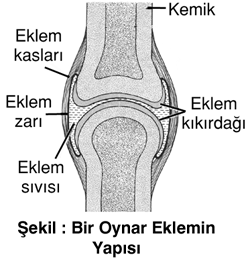 Kemik
Eklem
kasları
Eklem
zarı
Eklem
kıkırdağı
Eklem
sıvısı
Şekil : Bir Oynar Eklemin
Yapısı